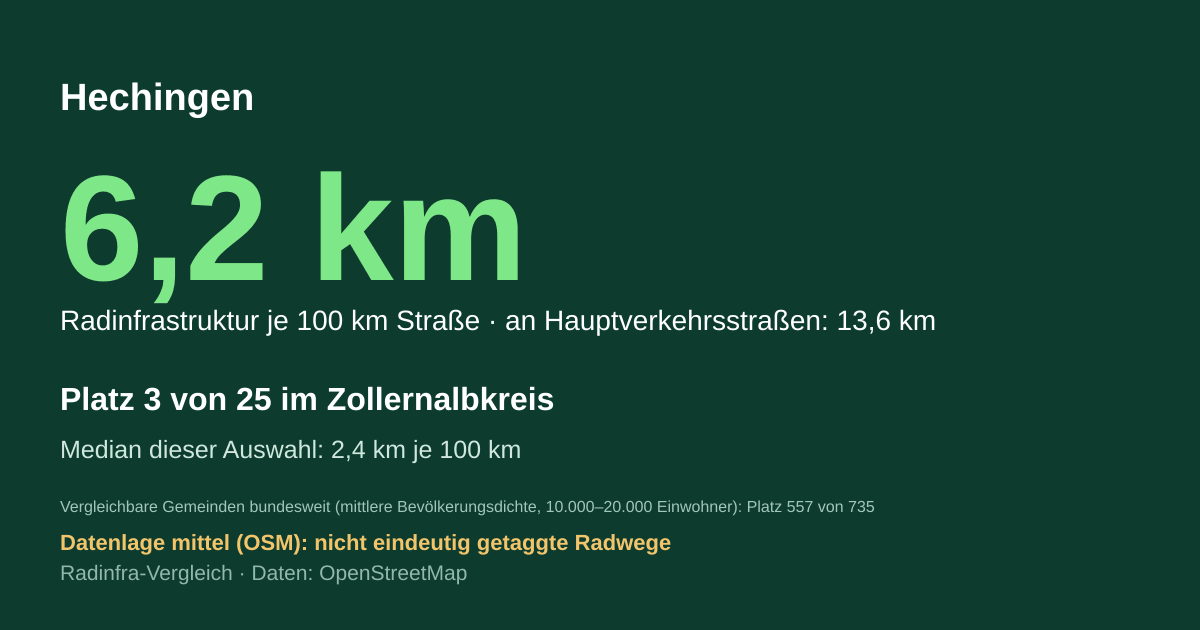 Hechingen
6,2 km
Radinfrastruktur je 100 km Straße · an Hauptverkehrsstraßen: 13,6 km
Platz 3 von 25 im Zollernalbkreis
Median dieser Auswahl: 2,4 km je 100 km
Vergleichbare Gemeinden bundesweit (mittlere Bevölkerungsdichte, 10.000–20.000 Einwohner): Platz 557 von 735
Datenlage mittel (OSM): nicht eindeutig getaggte Radwege
Radinfra-Vergleich · Daten: OpenStreetMap